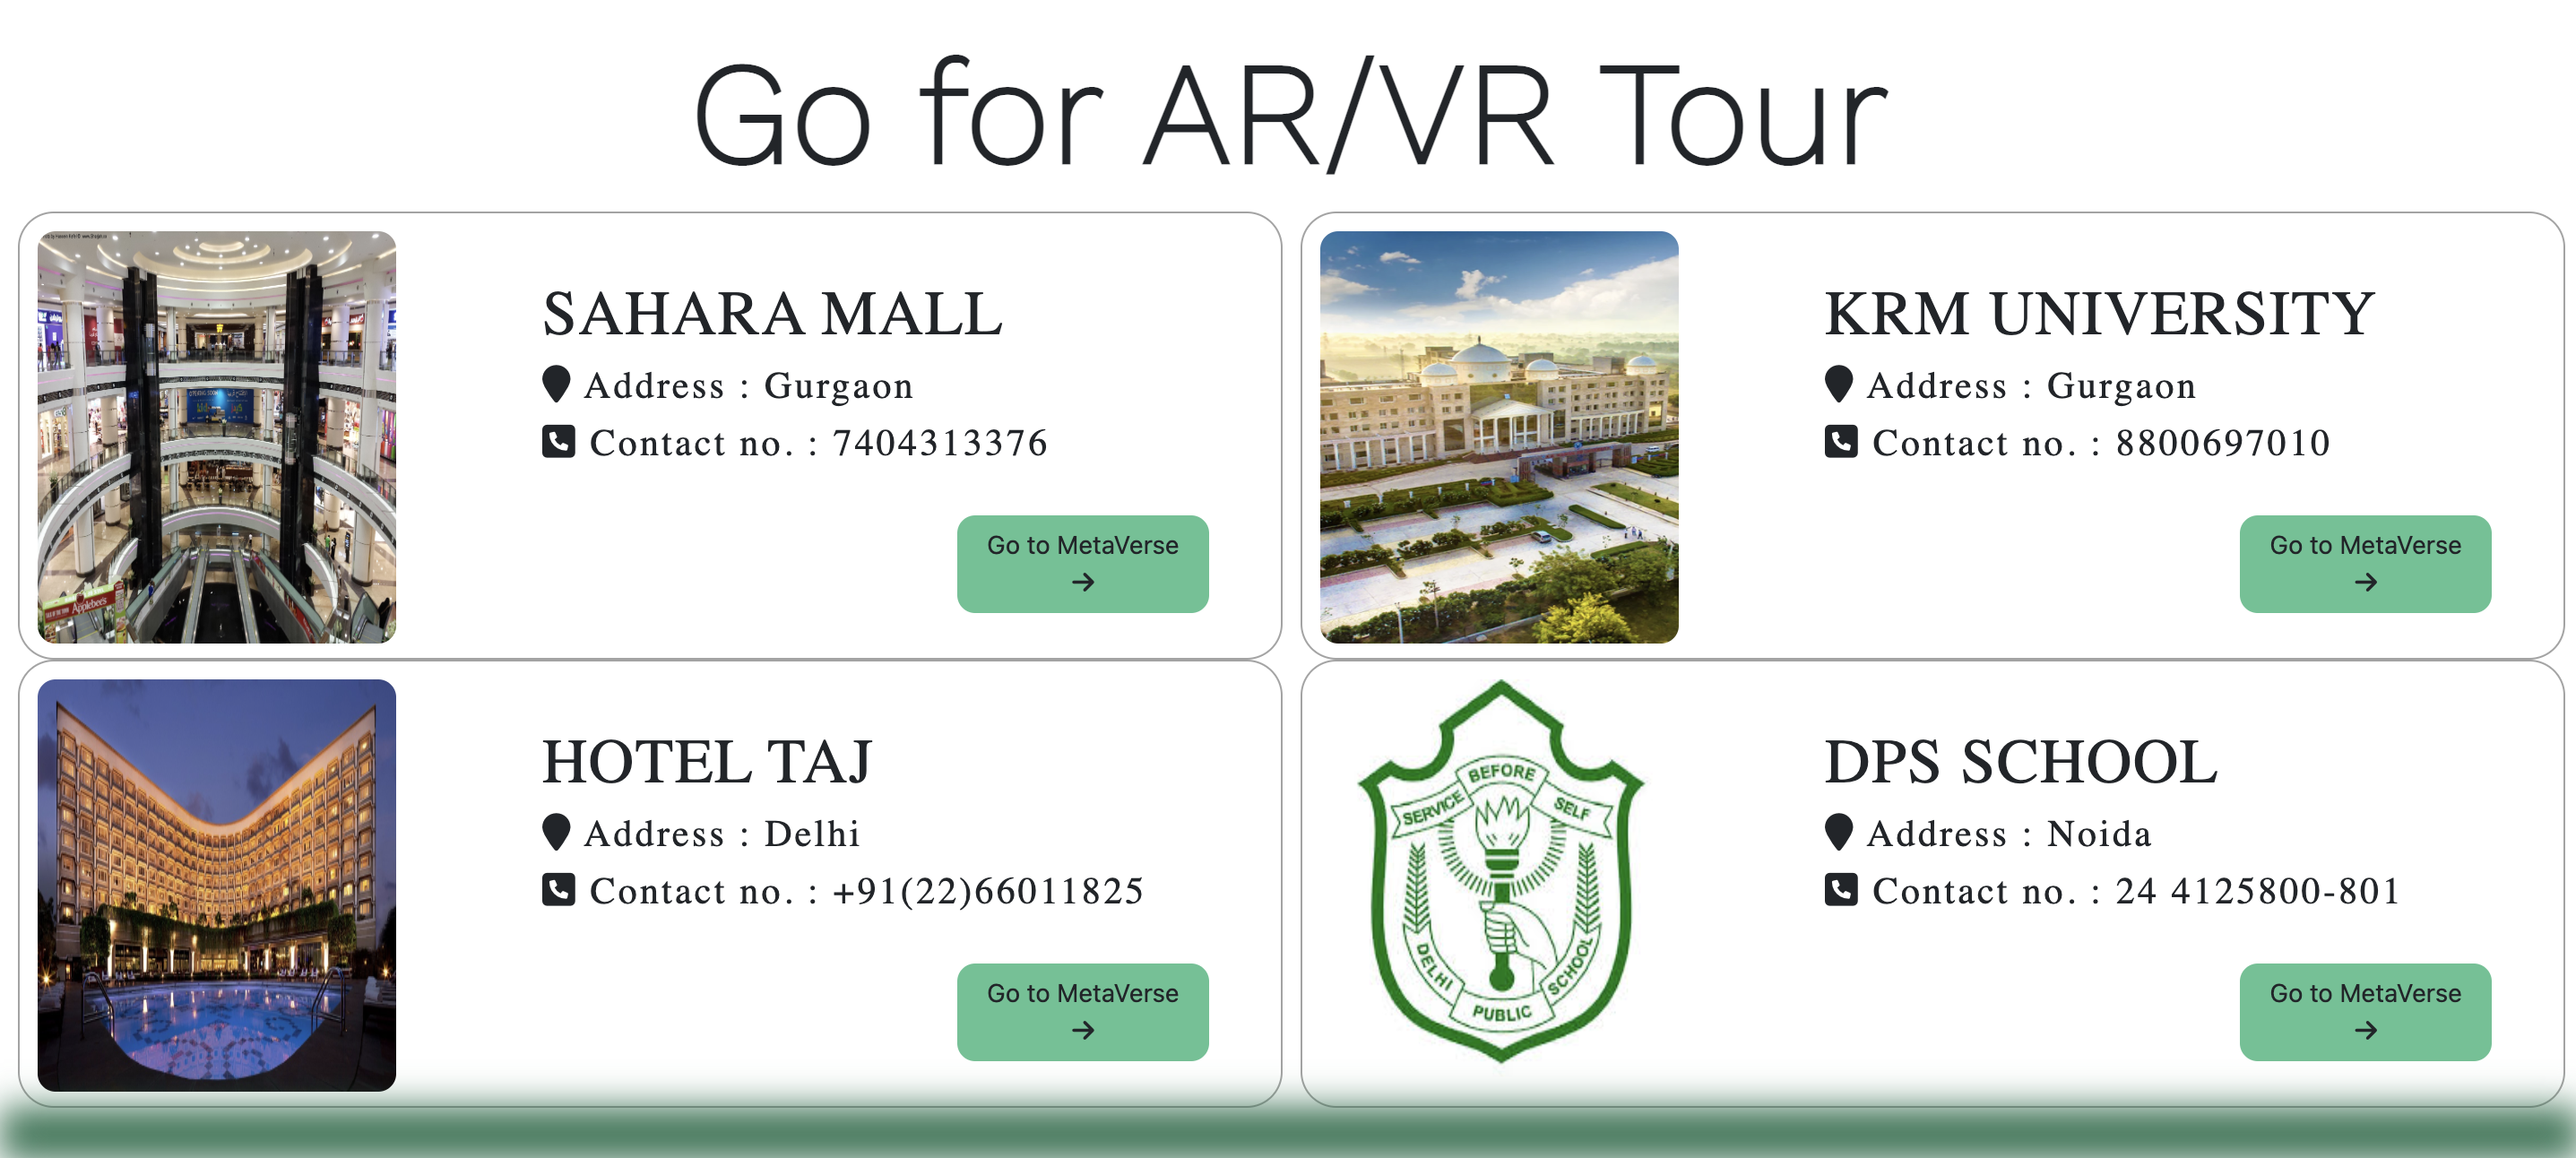 Go for AR/VR Tour
SAHARA MALL
Address : Gurgaon
Contact no. : 7404313376
Go to MetaVerse
Applebee's
KRM UNIVERSITY
Address : Gurgaon
Contact no. : 8800697010
Go to MetaVerse
HOTEL TAJ
Address : Delhi
Contact no. : +91(22)66011825
Go to MetaVerse
SERVICE BEFORE SELF
DELHI PUBLIC SCHOOL
DPS SCHOOL
Address : Noida
Contact no. : 24 4125800-801
Go to MetaVerse